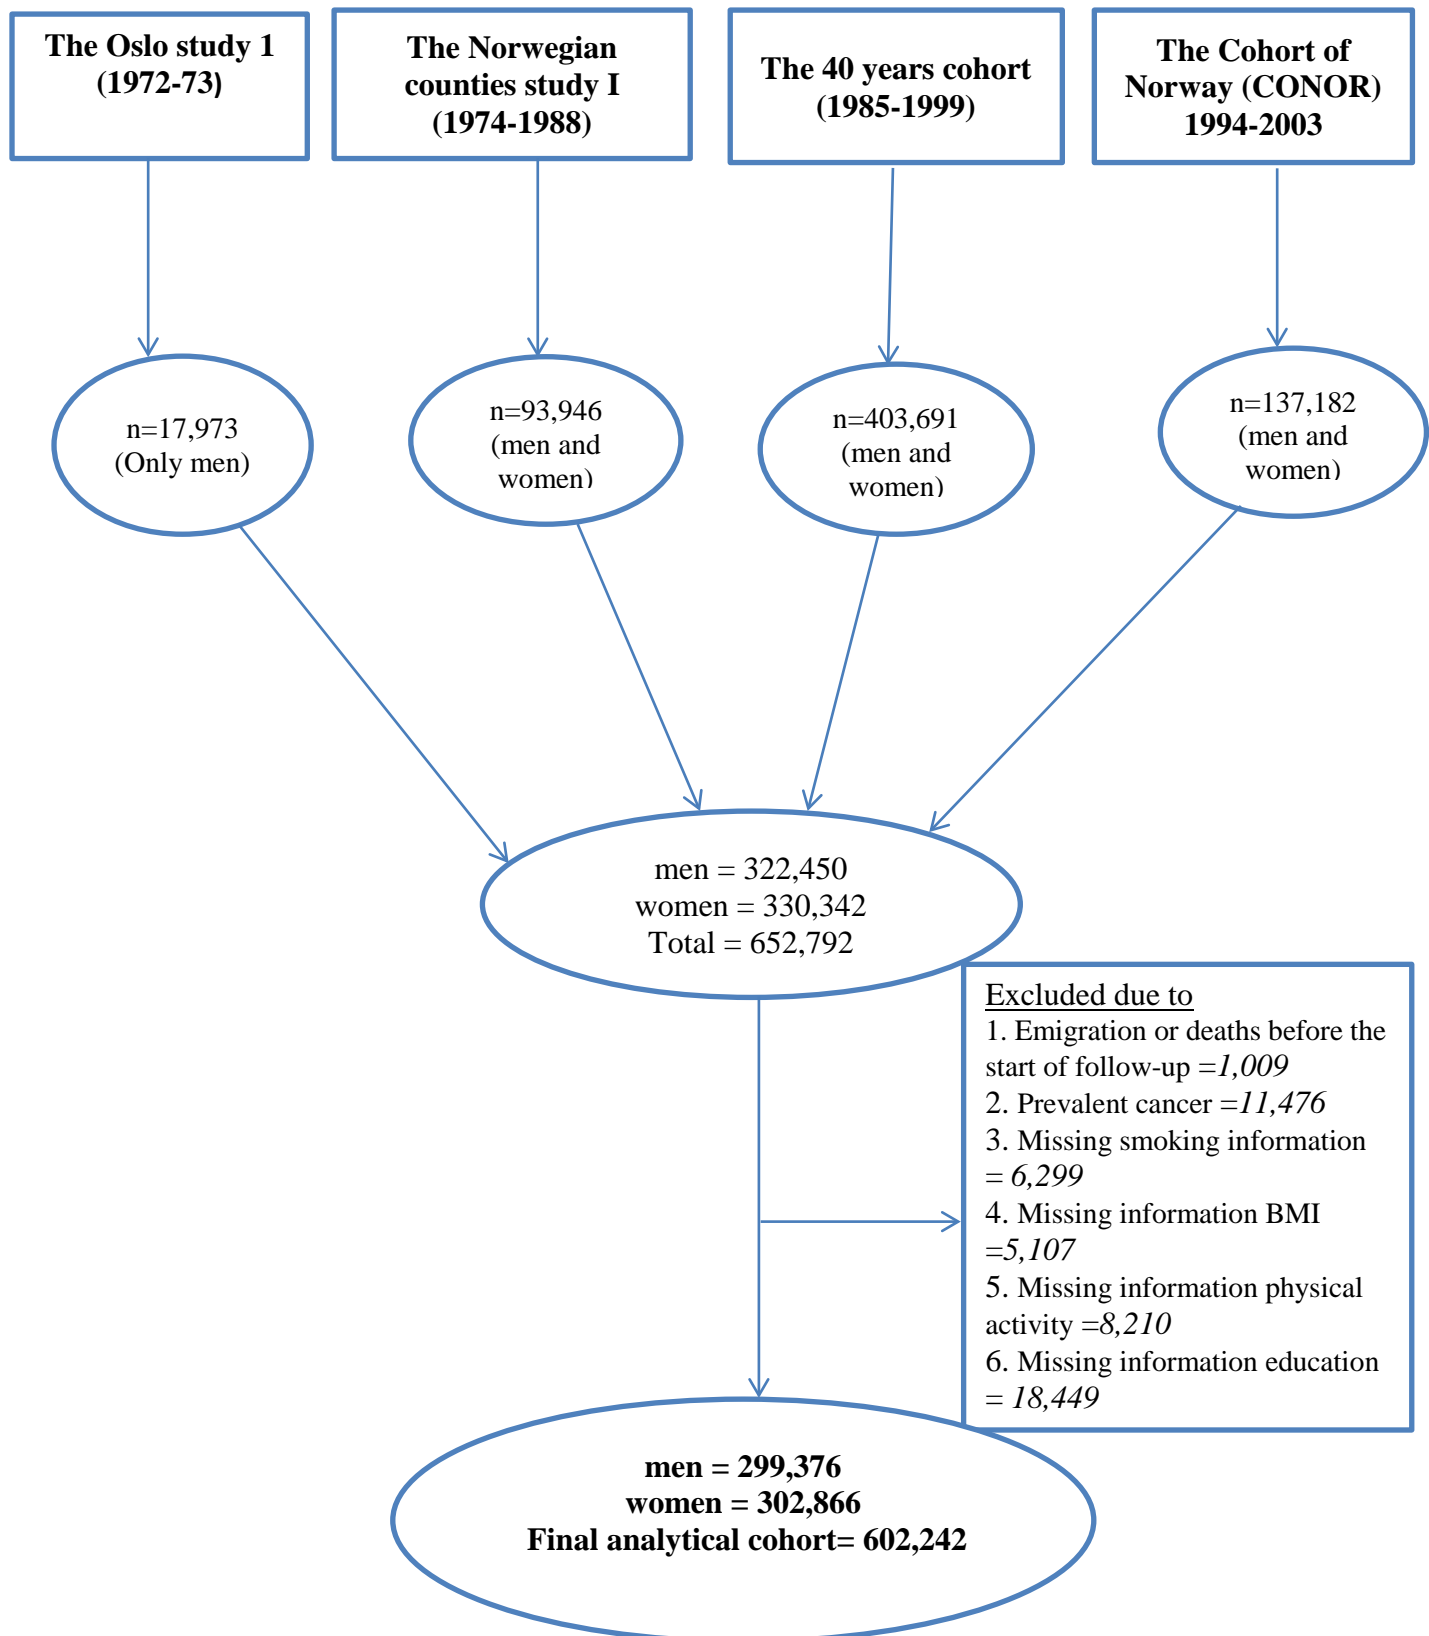 The Oslo study 1
(1972-73)
The Norwegian
counties study I
(1974-1988)
The 40 years cohort
(1985-1999)
The Cohort of
Norway (CONOR)
1994-2003
n=17,973
(Only men)
n=93,946
(men and
women)
n=403,691
(men and
women)
n=137,182
(men and
women)
men = 322,450
women = 330,342
Total = 652,792
Excluded due to
1. Emigration or deaths before the
start of follow-up =1,009
2. Prevalent cancer =11,476
3. Missing smoking information
= 6,299
4. Missing information BMI
=5,107
5. Missing information physical
activity =8,210
6. Missing information education
= 18,449
men = 299,376
women = 302,866
Final analytical cohort= 602,242